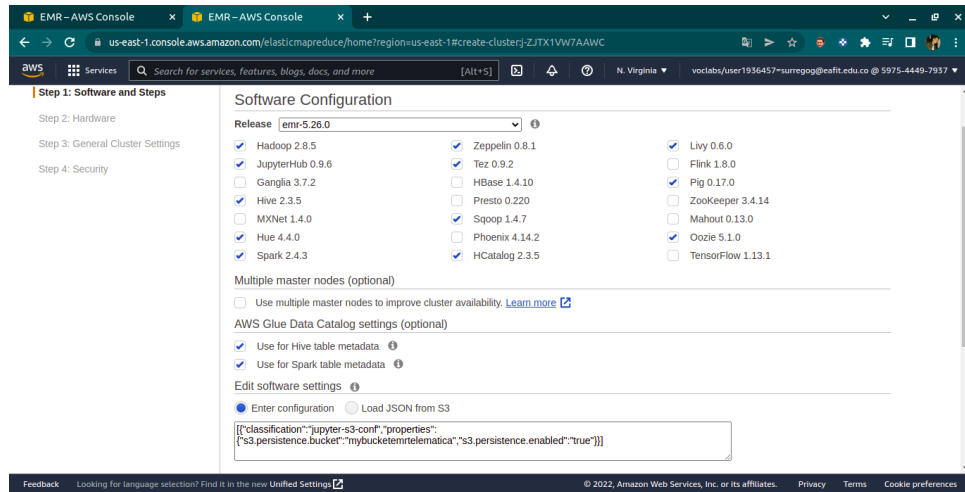 EMR – AWS Console
EMR – AWS Console
us-east-1.console.aws.amazon.com/elasticmapreduce/home?region=us-east-1#create-cluster:j-ZJTX1VW7AAWC
aws Services Search for services, features, blogs, docs, and more [Alt+S] N. Virginia voclabs/user1936457=surregog@eafit.edu.co @ 5975-4449-7937
Step 1: Software and Steps
Step 2: Hardware
Step 3: General Cluster Settings
Step 4: Security
Software Configuration
Release emr-5.26.0
Hadoop 2.8.5 Zeppelin 0.8.1 Livy 0.6.0
JupyterHub 0.9.6 Tez 0.9.2 Flink 1.8.0
Ganglia 3.7.2 HBase 1.4.10 Pig 0.17.0
Hive 2.3.5 Presto 0.220 ZooKeeper 3.4.14
MXNet 1.4.0 Sqoop 1.4.7 Mahout 0.13.0
Hue 4.4.0 Phoenix 4.14.2 Oozie 5.1.0
Spark 2.4.3 HCatalog 2.3.5 TensorFlow 1.13.1
Multiple master nodes (optional)
Use multiple master nodes to improve cluster availability. Learn more
AWS Glue Data Catalog settings (optional)
Use for Hive table metadata
Use for Spark table metadata
Edit software settings
Enter configuration Load JSON from S3
[{"classification":"jupyter-s3-conf","properties":
{"s3.persistence.bucket":"mybucketemrtelematica","s3.persistence.enabled":"true"}}]
Feedback Looking for language selection? Find it in the new Unified Settings © 2022, Amazon Web Services, Inc. or its affiliates. Privacy Terms Cookie preferences